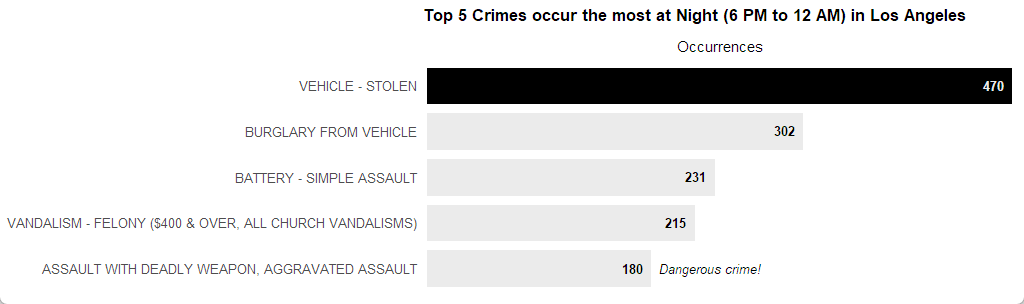 Top 5 Crimes occur the most at Night (6 PM to 12 AM) in Los Angeles
Occurrences
VEHICLE - STOLEN 470
BURGLARY FROM VEHICLE 302
BATTERY - SIMPLE ASSAULT 231
VANDALISM - FELONY ($400 & OVER, ALL CHURCH VANDALISMS) 215
ASSAULT WITH DEADLY WEAPON, AGGRAVATED ASSAULT 180 Dangerous crime!